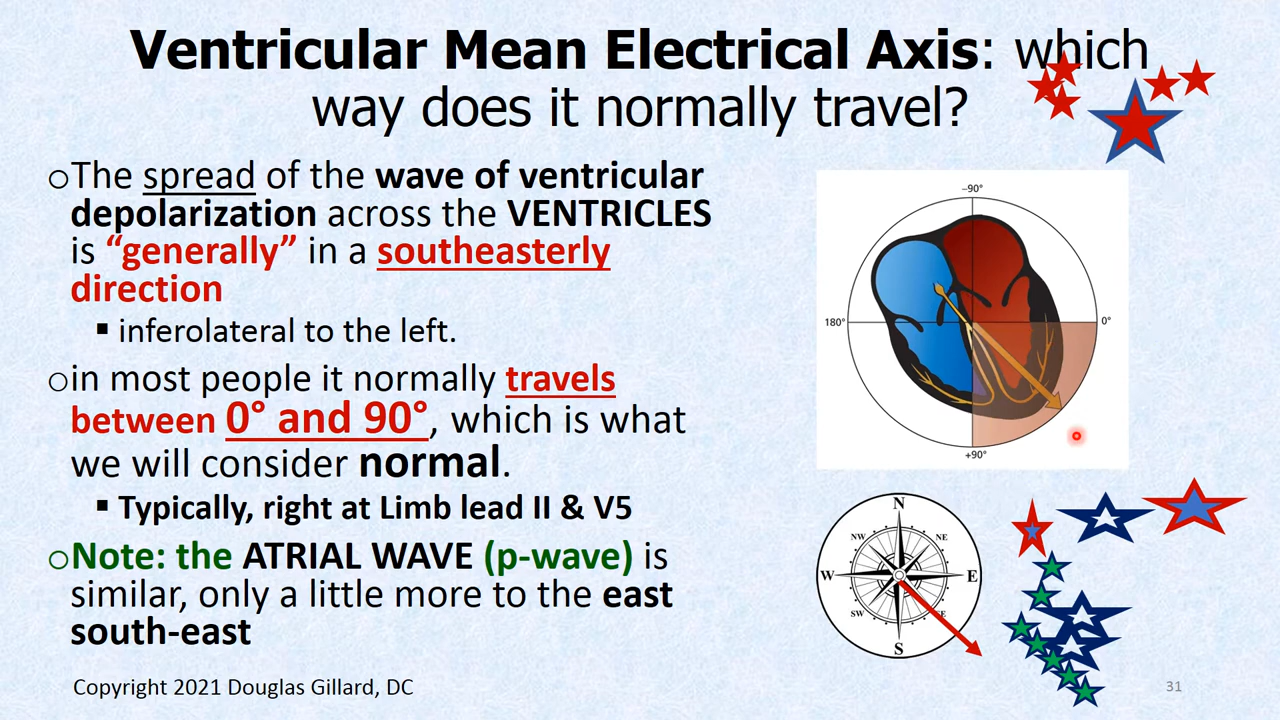 Ventricular Mean Electrical Axis: which
way does it normally travel?
oThe spread of the wave of ventricular
depolarization across the VENTRICLES
is “generally” in a southeasterly
direction
▪ inferolateral to the left.
oin most people it normally travels
between 0° and 90°, which is what
we will consider normal.
▪ Typically, right at Limb lead II & V5
oNote: the ATRIAL WAVE (p-wave) is
similar, only a little more to the east
south-east
Copyright 2021 Douglas Gillard, DC
–90°
180°
0°
+90°
N
NW
NE
W
E
SW
S
31